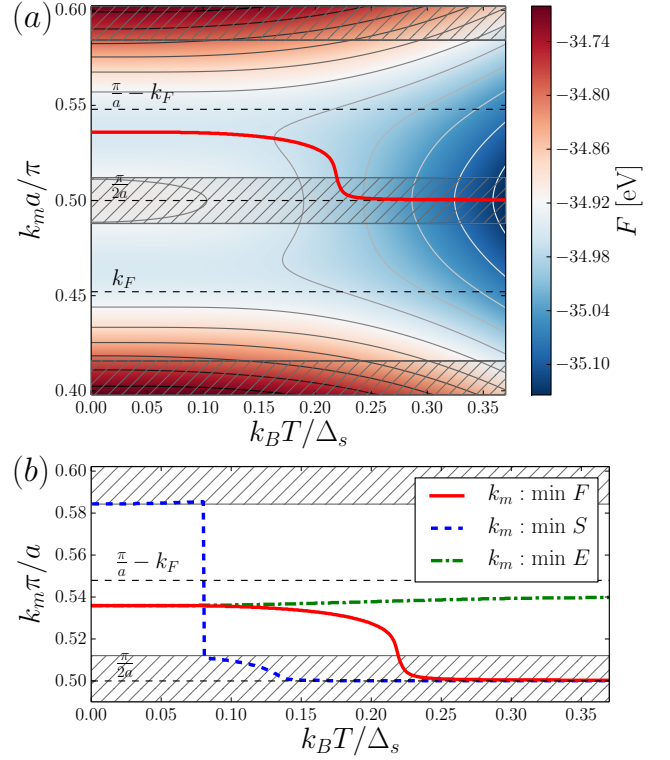 (a)
0.60
0.55
0.50
0.45
0.40
k_m a/π
π/a − k_F
π/2a
k_F
0.00 0.05 0.10 0.15 0.20 0.25 0.30 0.35
k_B T/Δ_s
−34.74
−34.80
−34.86
−34.92
−34.98
−35.04
−35.10
F [eV]
(b)
0.60
0.58
0.56
0.54
0.52
0.50
k_m π/a
π/a − k_F
π/2a
k_m : min F
k_m : min S
k_m : min E
0.00 0.05 0.10 0.15 0.20 0.25 0.30 0.35
k_B T/Δ_s